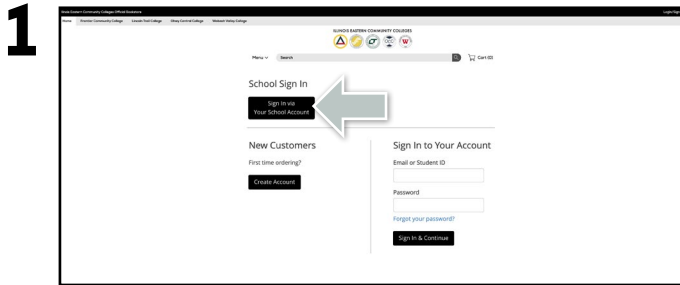 1
Illinois Eastern Community Colleges Official Bookstore
Login/Sign
Home Frontier Community College Lincoln Trail College Olney Central College Wabash Valley College
ILLINOIS EASTERN COMMUNITY COLLEGES
Menu Search Cart (0)
School Sign In
Sign In via
Your School Account
New Customers
First time ordering?
Create Account
Sign In to Your Account
Email or Student ID
Password
Forgot your password?
Sign In & Continue